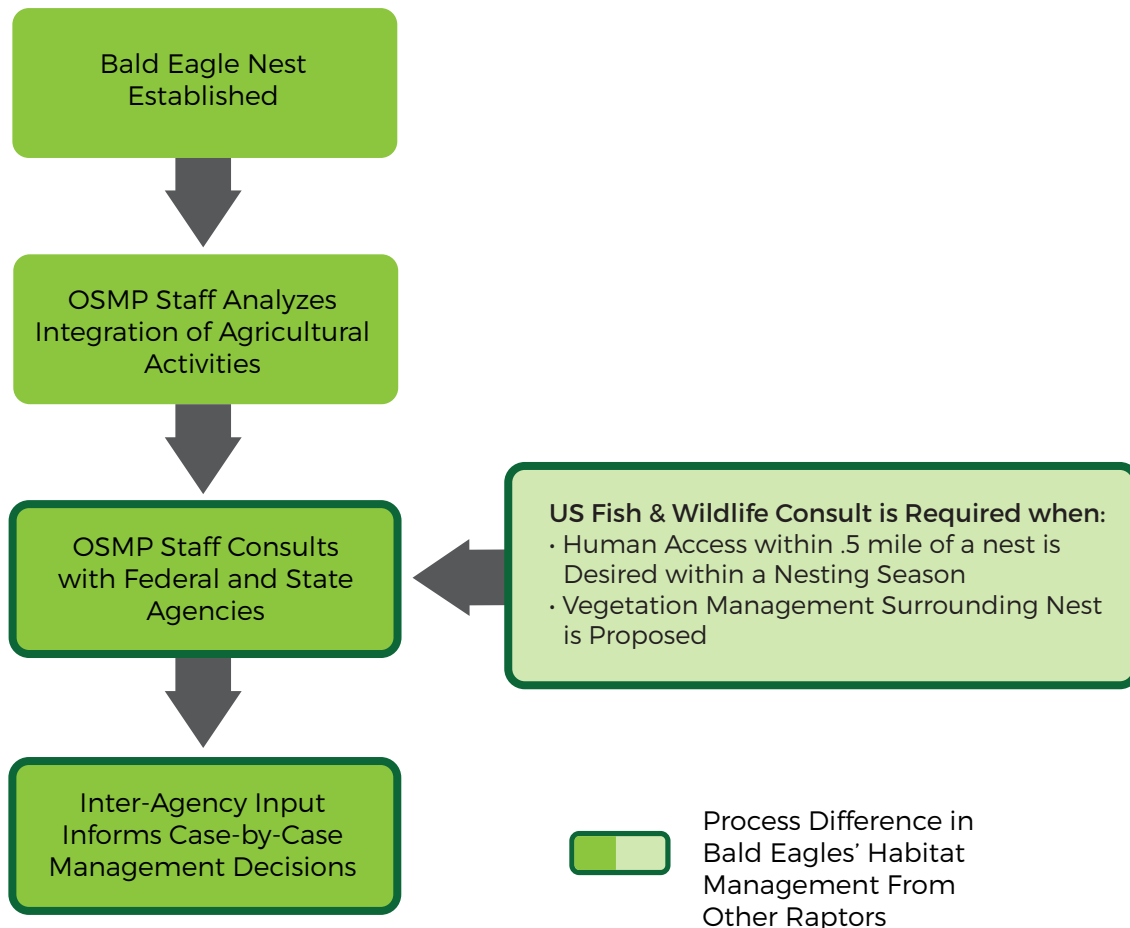 Bald Eagle Nest
Established
OSMP Staff Analyzes
Integration of Agricultural
Activities
OSMP Staff Consults
with Federal and State
Agencies
US Fish & Wildlife Consult is Required when:
· Human Access within .5 mile of a nest is
Desired within a Nesting Season
· Vegetation Management Surrounding Nest
is Proposed
Inter-Agency Input
Informs Case-by-Case
Management Decisions
Process Difference in
Bald Eagles’ Habitat
Management From
Other Raptors